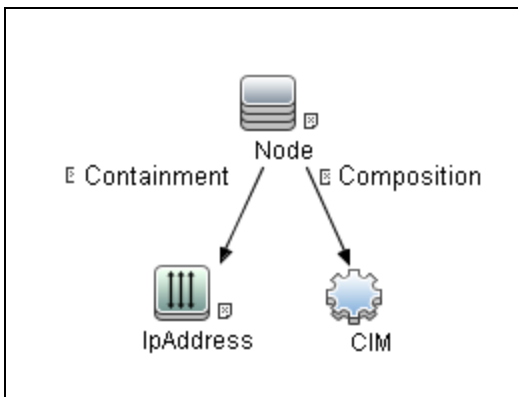 Node
Containment
Composition
IpAddress
CIM